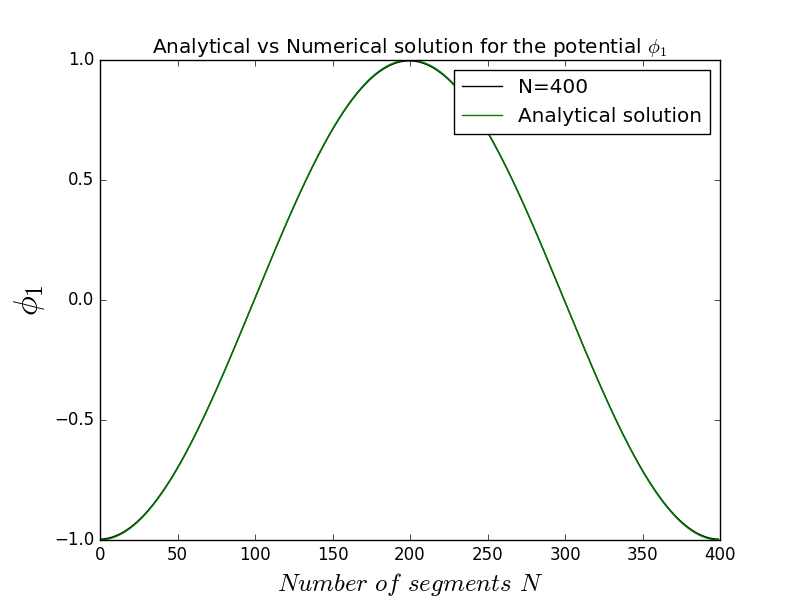 Analytical vs Numerical solution for the potential ϕ₁
N=400
Analytical solution
1.0
0.5
0.0
−0.5
−1.0
ϕ₁
0 50 100 150 200 250 300 350 400
Number of segments N